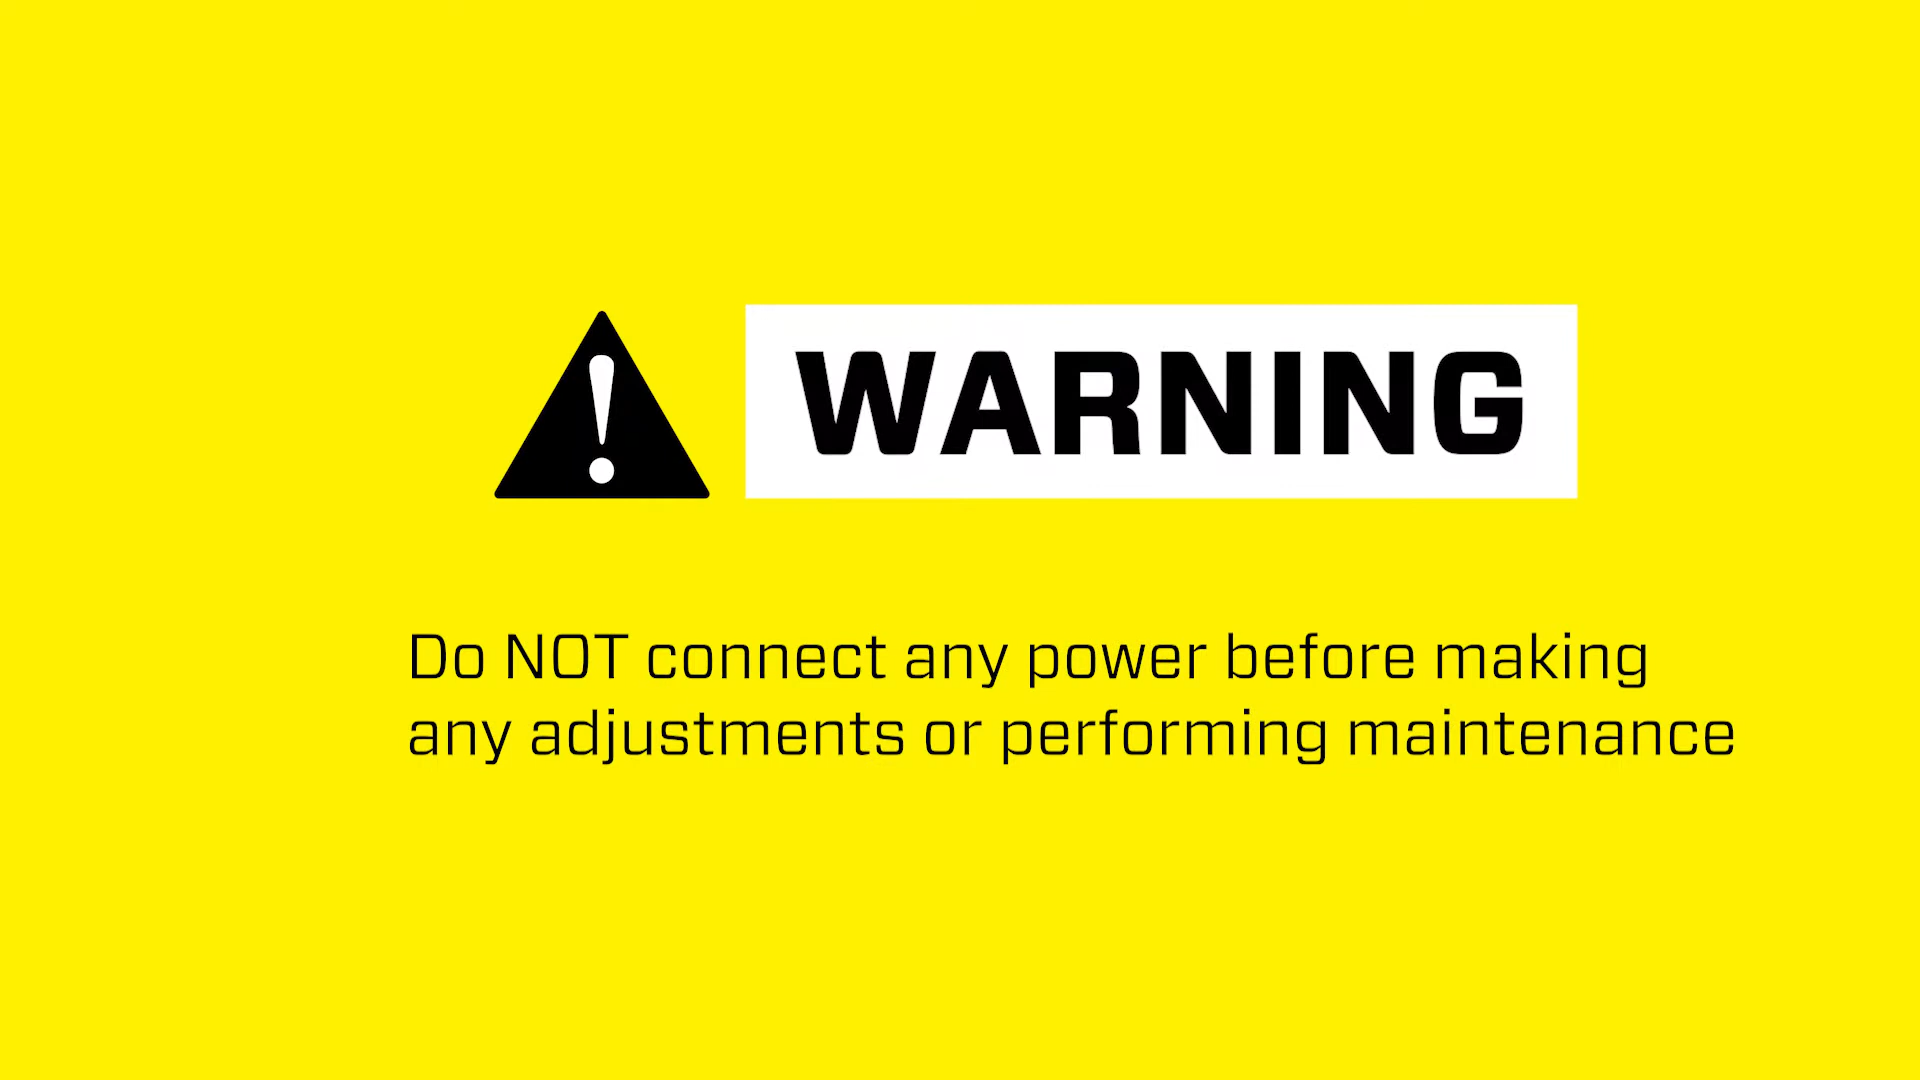 WARNING
Do NOT connect any power before making
any adjustments or performing maintenance